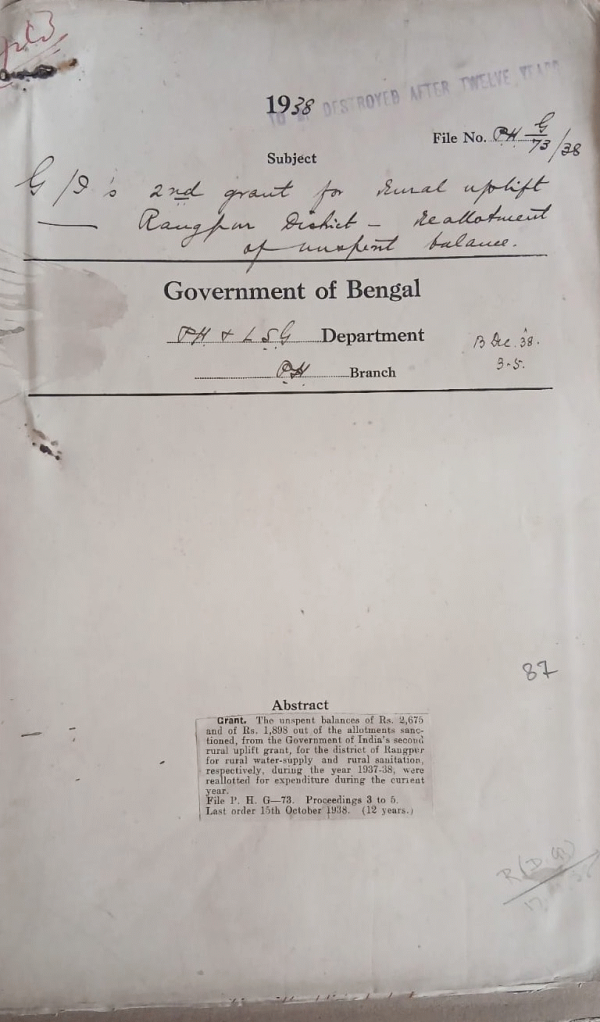 1938
TO BE DESTROYED AFTER TWELVE YEARS
File No. PH G/73/38
Subject
G/I's 2nd grant for rural uplift
— Rangpur District – Reallotment
of unspent balance.
Government of Bengal
PH & LSG Department
B Dec. '38.
3-5.
PH Branch
87
Abstract
Grant. The unspent balances of Rs. 2,675
and of Rs. 1,898 out of the allotments sanc-
tioned, from the Government of India's second
rural uplift grant, for the district of Rangpur
for rural water-supply and rural sanitation,
respectively, during the year 1937-38, were
reallotted for expenditure during the current
year.
File P. H. G—73. Proceedings 3 to 5.
Last order 15th October 1938. (12 years.)